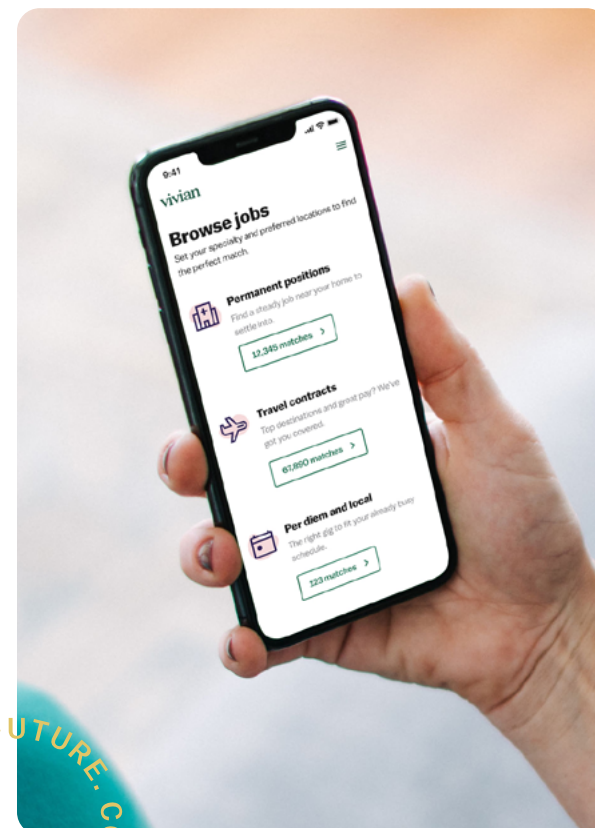 9:41
vivian
Browse jobs
Set your specialty and preferred locations to find
the perfect match.
Permanent positions
Find a steady job near your home to
settle into.
12,345 matches
Travel contracts
Top destinations and great pay? We've
got you covered.
67,890 matches
Per diem and local
The right gig to fit your already busy
schedule.
123 matches
UTURE. CO